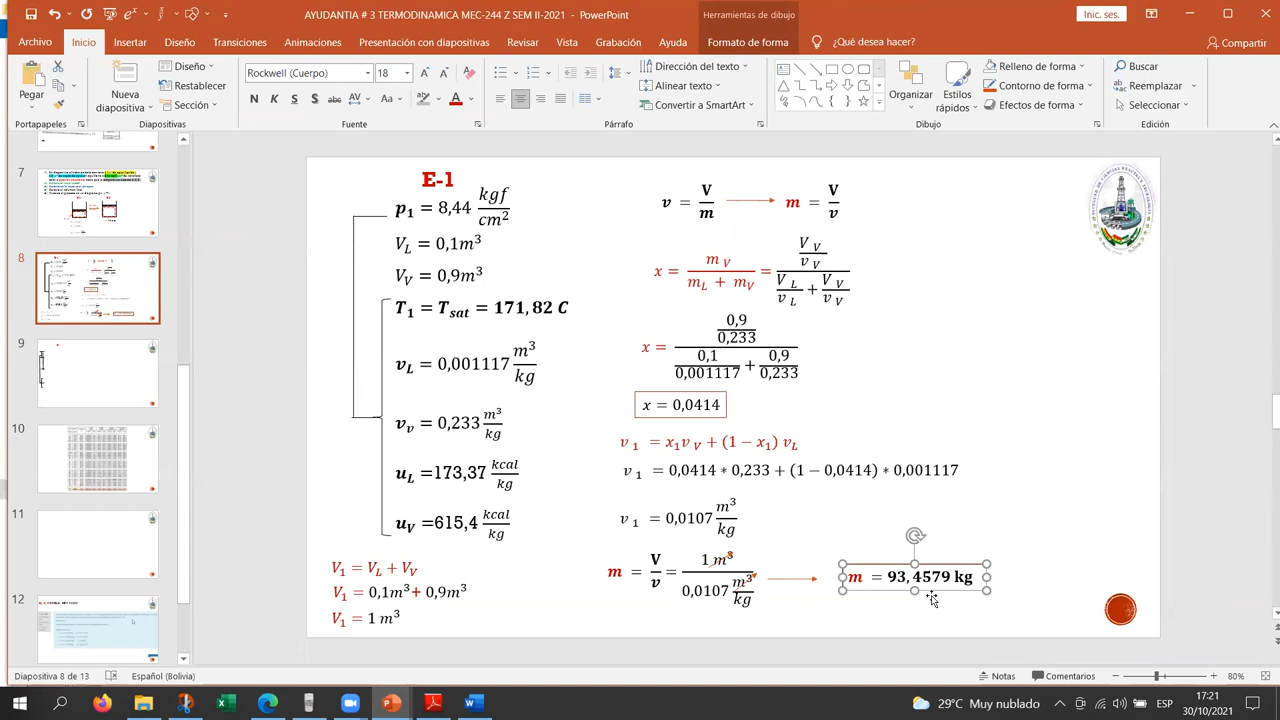 AYUDANTIA # 3 TERMODINAMICA MEC-244 Z SEM II-2021 - PowerPoint
Herramientas de dibujo
Inic. ses.
Archivo Inicio Insertar Diseño Transiciones Animaciones Presentación con diapositivas Revisar Vista Grabación Ayuda Formato de forma ¿Qué desea hacer? Compartir
Pegar
Nueva diapositiva
Diseño
Restablecer
Sección
Rockwell (Cuerpo) 18
N K S S abc AV Aa A
Dirección del texto
Alinear texto
Convertir a SmartArt
Organizar
Estilos rápidos
Relleno de forma
Contorno de forma
Efectos de forma
Buscar
Reemplazar
Seleccionar
Portapapeles Diapositivas Fuente Párrafo Dibujo Edición
7
8
9
10
11
12
E-1
p₁ = 8,44 kgf/cm²
V_L = 0,1m³
V_V = 0,9m³
T₁ = T_sat = 171,82 C
v_L = 0,001117 m³/kg
v_v = 0,233 m³/kg
u_L =173,37 kcal/kg
u_V =615,4 kcal/kg
V₁ = V_L + V_V
V₁ = 0,1m³+ 0,9m³
V₁ = 1 m³
v = V/m → m = V/v
x = m_V/(m_L + m_V) = (V_V/v_V)/(V_L/v_L + V_V/v_V)
x = (0,9/0,233)/(0,1/0,001117 + 0,9/0,233)
x = 0,0414
v₁ = x₁v_V + (1 − x₁) v_L
v₁ = 0,0414 ∗ 0,233 + (1 − 0,0414) ∗ 0,001117
v₁ = 0,0107 m³/kg
m = V/v = 1 m³/(0,0107 m³/kg) → m = 93,4579 kg
Diapositiva 8 de 13 Español (Bolivia) Notas Comentarios 80%
29°C Muy nublado ESP 17:21
30/10/2021